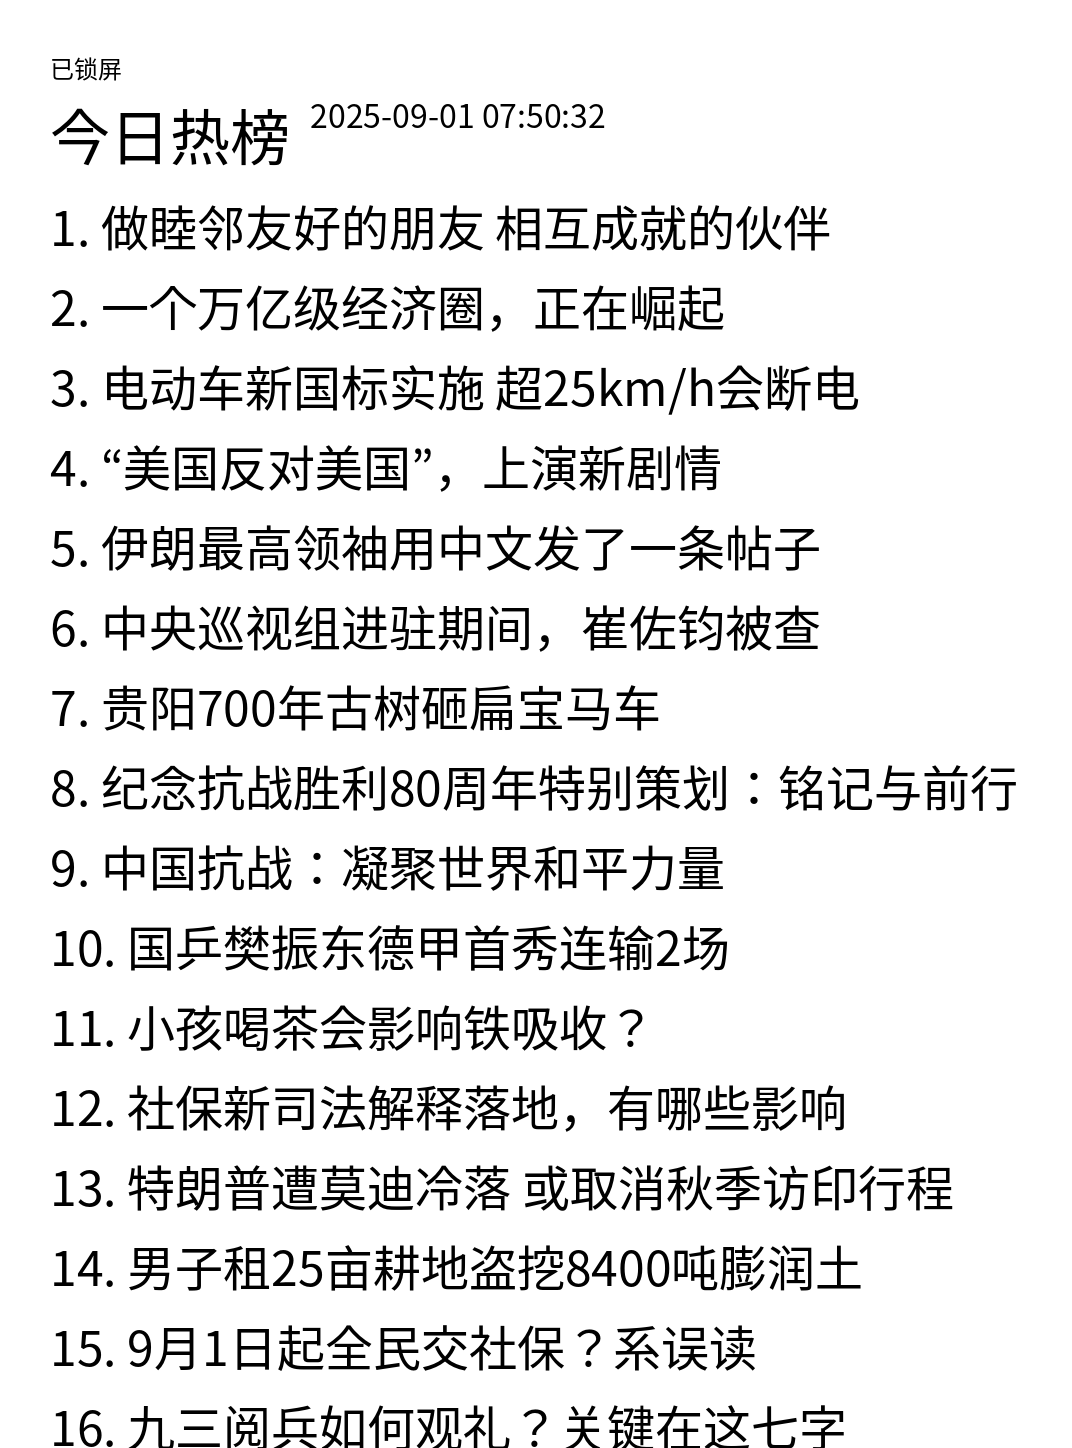 已锁屏
今日热榜 2025-09-01 07:50:32
1. 做睦邻友好的朋友 相互成就的伙伴
2. 一个万亿级经济圈，正在崛起
3. 电动车新国标实施 超25km/h会断电
4. “美国反对美国”，上演新剧情
5. 伊朗最高领袖用中文发了一条帖子
6. 中央巡视组进驻期间，崔佐钧被查
7. 贵阳700年古树砸扁宝马车
8. 纪念抗战胜利80周年特别策划：铭记与前行
9. 中国抗战：凝聚世界和平力量
10. 国乒樊振东德甲首秀连输2场
11. 小孩喝茶会影响铁吸收？
12. 社保新司法解释落地，有哪些影响
13. 特朗普遭莫迪冷落 或取消秋季访印行程
14. 男子租25亩耕地盗挖8400吨膨润土
15. 9月1日起全民交社保？系误读
16. 九三阅兵如何观礼？关键在这七字